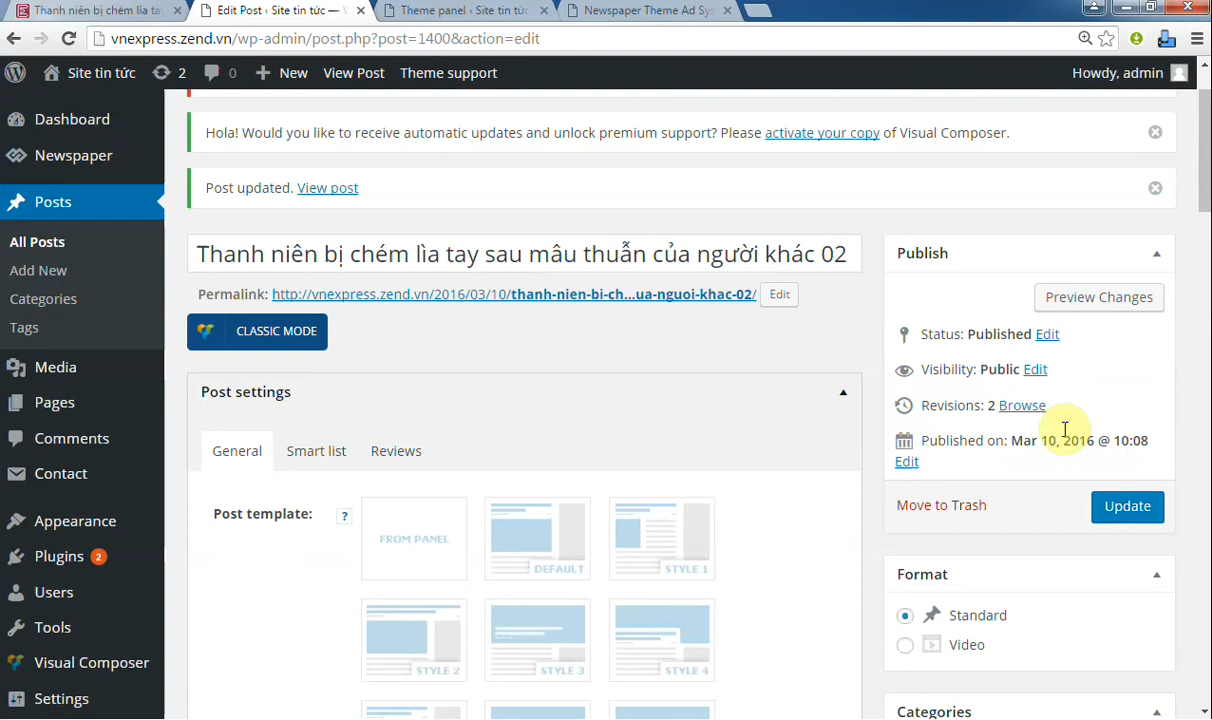 Thanh niên bị chém lìa ta
Edit Post ‹ Site tin tức —
Theme panel ‹ Site tin tức
Newspaper Theme Ad Sy
vnexpress.zend.vn/wp-admin/post.php?post=1400&action=edit
Site tin tức
2
0
New
View Post
Theme support
Howdy, admin
Dashboard
Newspaper
Posts
All Posts
Add New
Categories
Tags
Media
Pages
Comments
Contact
Appearance
Plugins 2
Users
Tools
Visual Composer
Settings
Hola! Would you like to receive automatic updates and unlock premium support? Please activate your copy of Visual Composer.
Post updated. View post
Thanh niên bị chém lìa tay sau mâu thuẫn của người khác 02
Permalink: http://vnexpress.zend.vn/2016/03/10/thanh-nien-bi-ch...ua-nguoi-khac-02/ Edit
CLASSIC MODE
Post settings
General
Smart list
Reviews
Post template:
?
FROM PANEL
DEFAULT
STYLE 1
STYLE 2
STYLE 3
STYLE 4
Publish
Preview Changes
Status: Published Edit
Visibility: Public Edit
Revisions: 2 Browse
Published on: Mar 10, 2016 @ 10:08
Edit
Move to Trash
Update
Format
Standard
Video
Categories